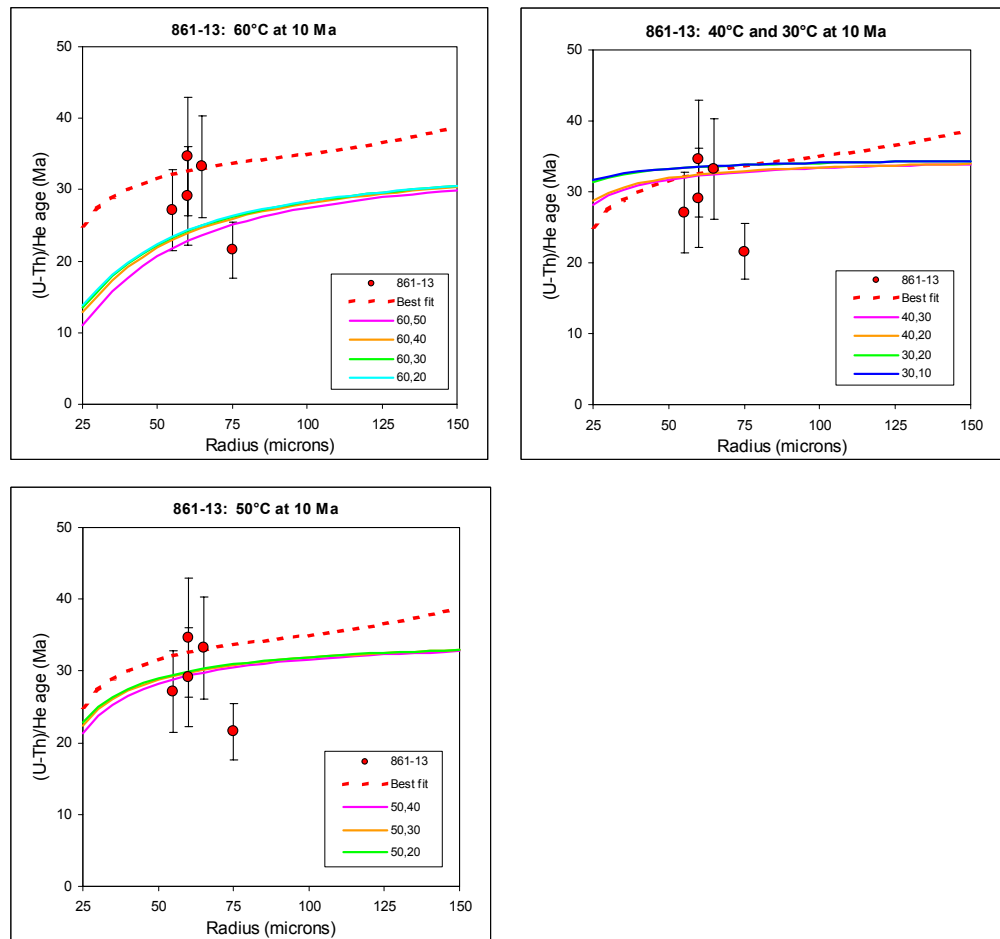 861-13: 60°C at 10 Ma
(U-Th)/He age (Ma)
50
40
30
20
10
0
861-13
Best fit
60,50
60,40
60,30
60,20
25 50 75 100 125 150
Radius (microns)
861-13: 40°C and 30°C at 10 Ma
(U-Th)/He age (Ma)
50
40
30
20
10
0
861-13
Best fit
40,30
40,20
30,20
30,10
25 50 75 100 125 150
Radius (microns)
861-13: 50°C at 10 Ma
(U-Th)/He age (Ma)
50
40
30
20
10
0
861-13
Best fit
50,40
50,30
50,20
25 50 75 100 125 150
Radius (microns)